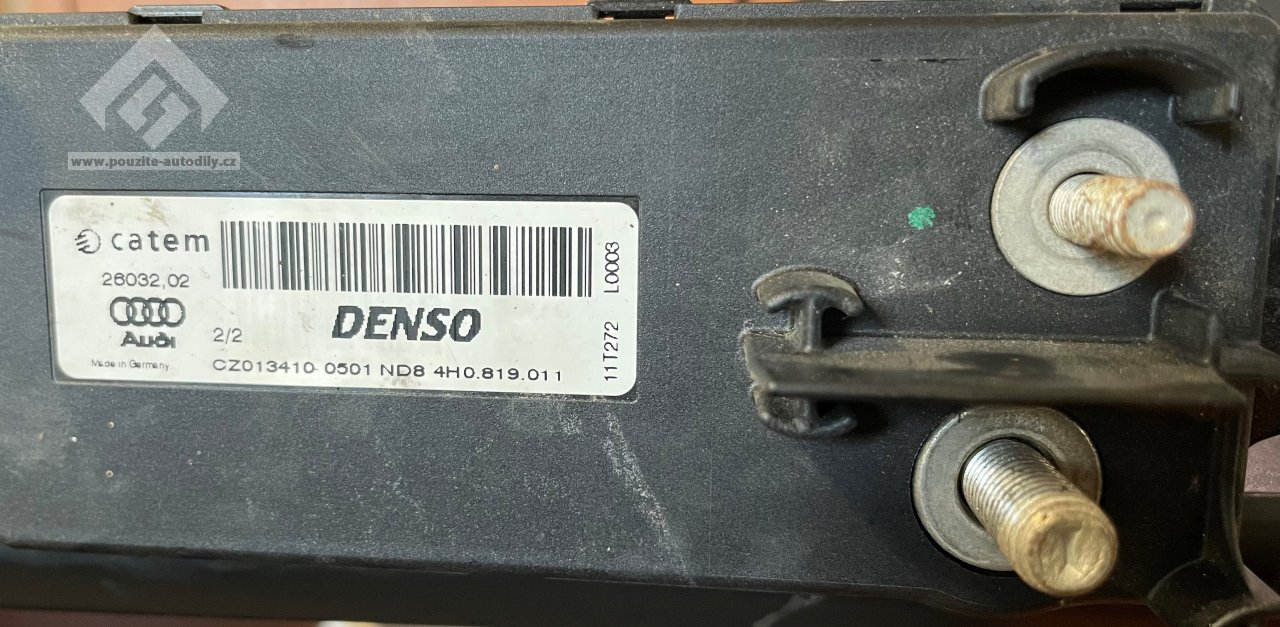 www.pouzite-autodily.cz
catem
26032,02
Audi
Made in Germany
2/2
DENSO
CZ013410-0501 ND8 4H0.819.011
11T272 L0003